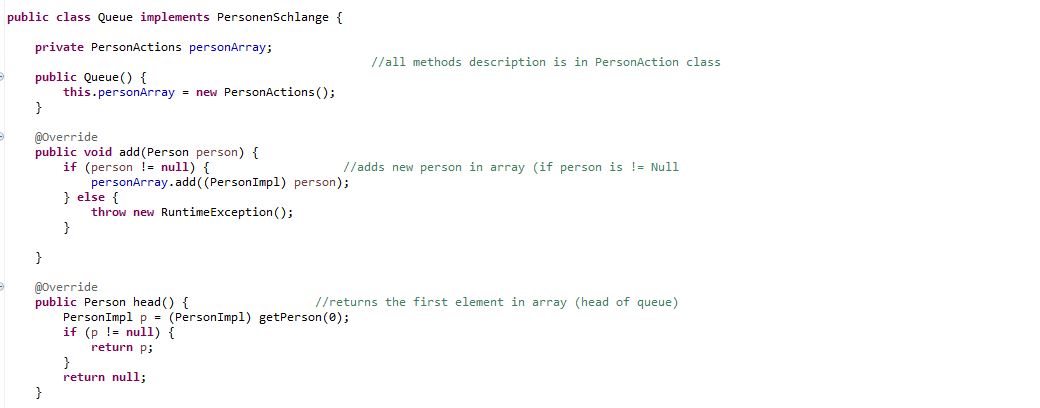 public class Queue implements PersonenSchlange {
private PersonActions personArray;
//all methods description is in PersonAction class
public Queue() {
this.personArray = new PersonActions();
}
@Override
public void add(Person person) {
if (person != null) { //adds new person in array (if person is != Null
personArray.add((PersonImpl) person);
} else {
throw new RuntimeException();
}
}
@Override
public Person head() { //returns the first element in array (head of queue)
PersonImpl p = (PersonImpl) getPerson(0);
if (p != null) {
return p;
}
return null;
}